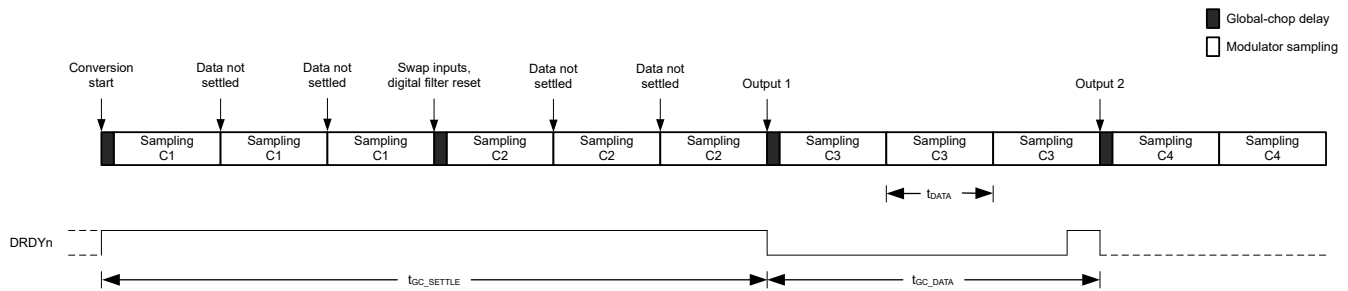 Global-chop delay
Modulator sampling
Conversion
start
Data not
settled
Data not
settled
Swap inputs,
digital filter reset
Data not
settled
Data not
settled
Output 1
Output 2
Sampling
C1
Sampling
C1
Sampling
C1
Sampling
C2
Sampling
C2
Sampling
C2
Sampling
C3
Sampling
C3
Sampling
C3
Sampling
C4
Sampling
C4
tDATA
DRDYn
tGC_SETTLE
tGC_DATA